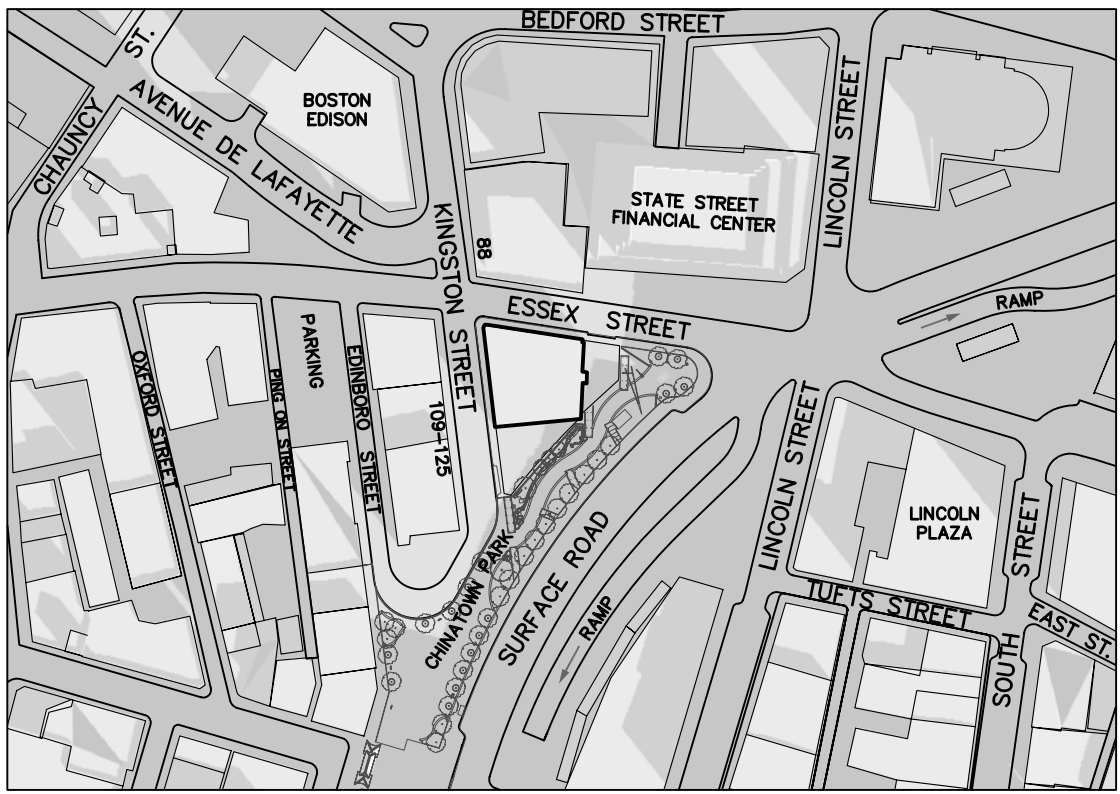 BEDFORD STREET
ST.
CHAUNCY
AVENUE DE LAFAYETTE
BOSTON
EDISON
LINCOLN STREET
STATE STREET
FINANCIAL CENTER
KINGSTON STREET
88
ESSEX STREET
RAMP
PARKING
OXFORD STREET
PING ON STREET
EDINBORO STREET
109-125
LINCOLN STREET
LINCOLN
PLAZA
CHINATOWN PARK
SURFACE ROAD
RAMP
TUFTS STREET
SOUTH STREET
EAST ST.